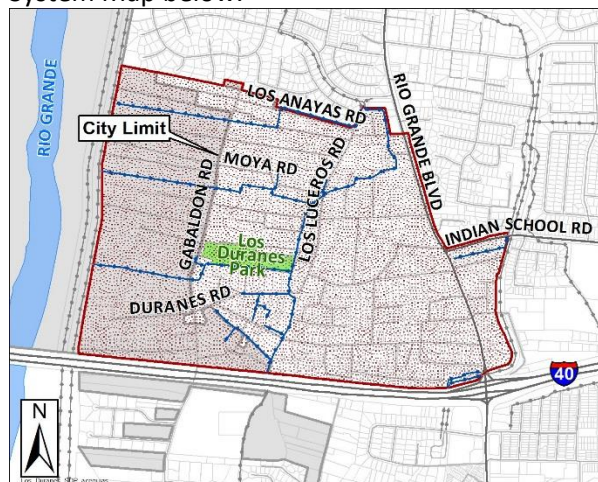 System Map below.
RIO GRANDE
LOS ANAYAS RD
City Limit
MOYA RD
GABALDON RD
LOS LUCEROS RD
RIO GRANDE BLVD
INDIAN SCHOOL RD
Los
Duranes
Park
DURANES RD
40
N